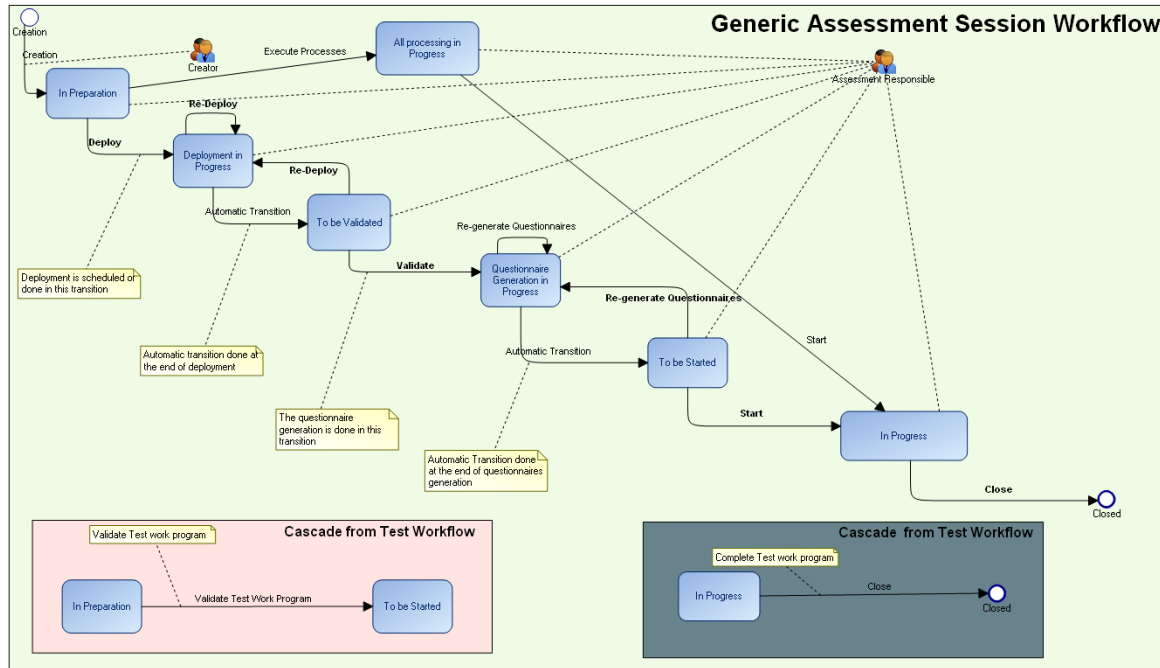 Generic Assessment Session Workflow
Creation
Creation
Creator
Execute Processes
All processing in
Progress
Assessment Responsible
In Preparation
Re-Deploy
Deploy
Deployment in
Progress
Re-Deploy
Automatic Transition
To be Validated
Re-generate Questionnaires
Validate
Questionnaire
Generation in
Progress
Deployment is scheduled or
done in this transition
Re-generate Questionnaires
Automatic transition done at
the end of deployment
Automatic Transition
To be Started
Start
The questionnaire
generation is done in this
transition
Start
In Progress
Automatic Transition done
at the end of questionnaires
generation
Close
Closed
Cascade from Test Workflow
Validate Test work program
In Preparation
Validate Test Work Program
To be Started
Cascade from Test Workflow
Complete Test work program
In Progress
Close
Closed